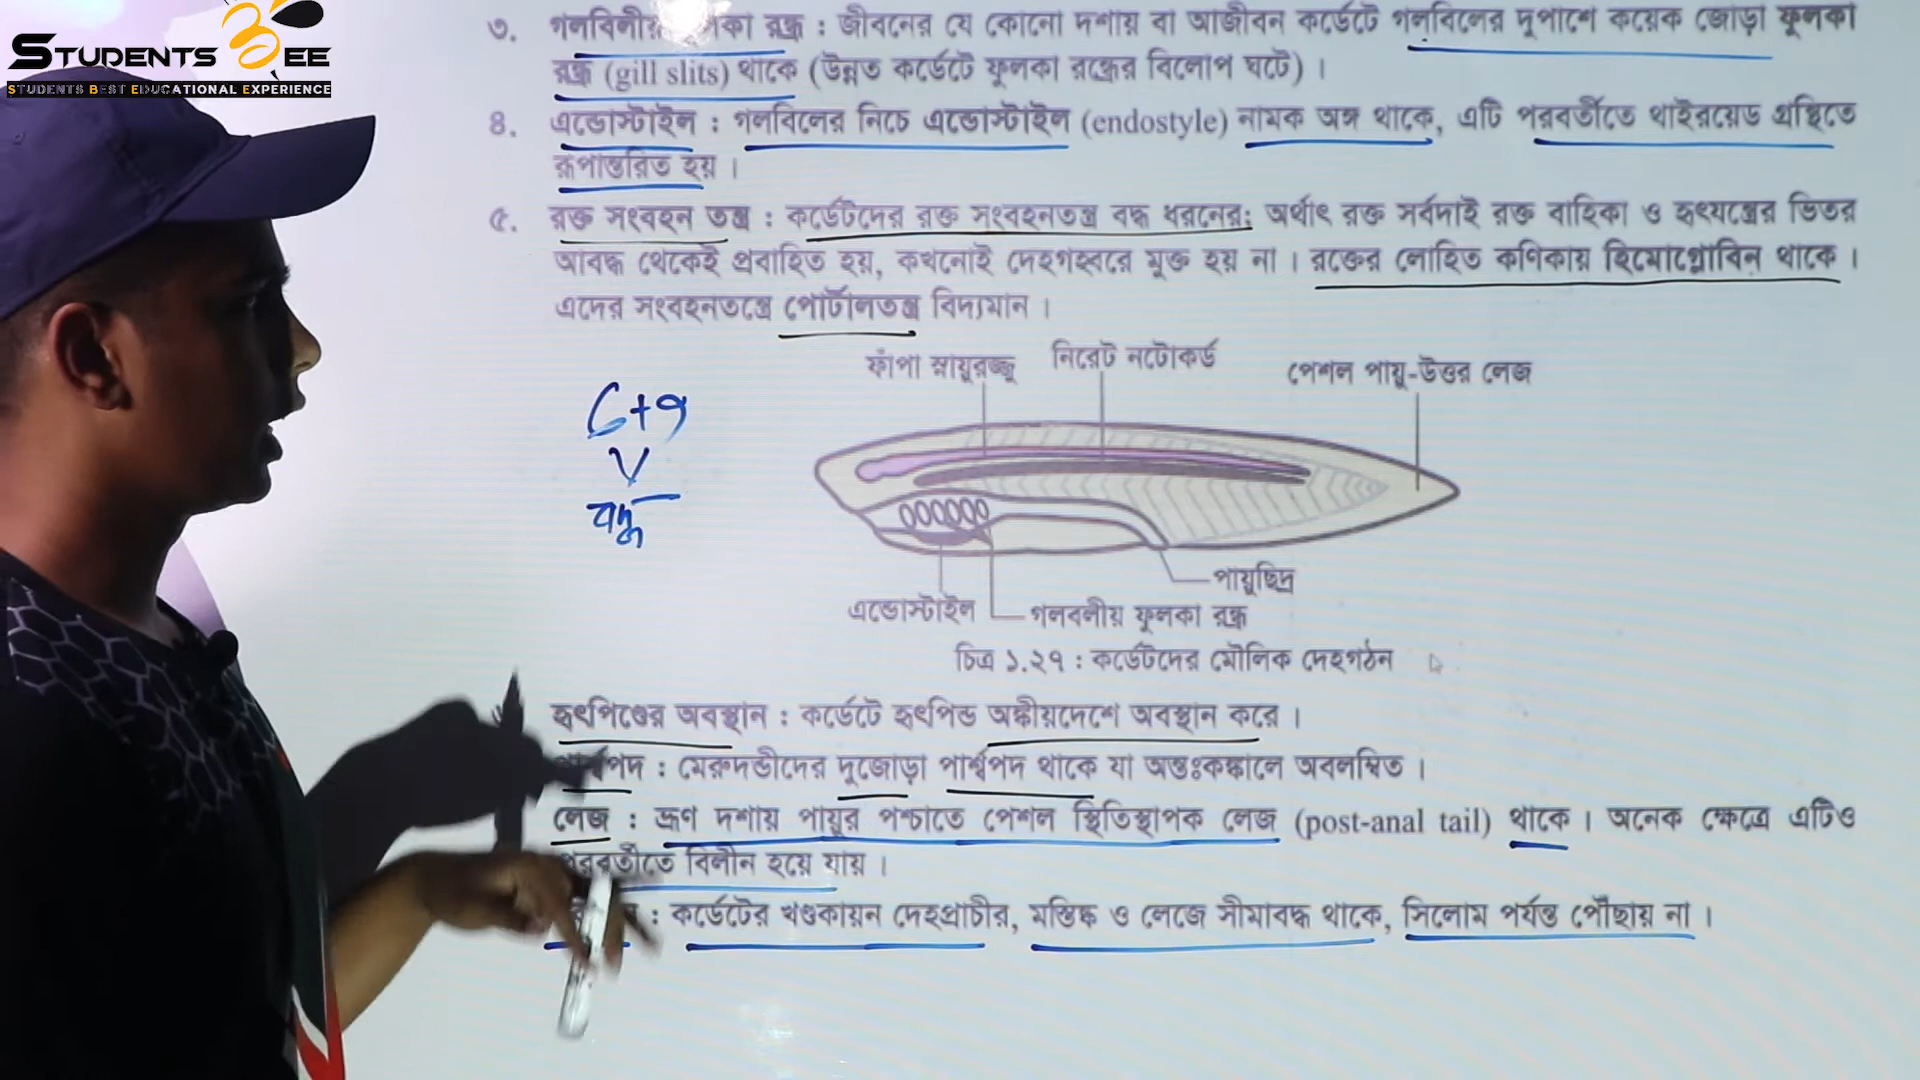 STUDENTS BEE
STUDENTS BEST EDUCATIONAL EXPERIENCE
৩. গলবিলীয় রন্ধ্র : জীবনের যে কোনো দশায় বা আজীবন কর্ডেটে গলবিলের দুপাশে কয়েক জোড়া ফুলকা
রন্ধ্র (gill slits) থাকে (উন্নত কর্ডেটে ফুলকা রন্ধ্রের বিলোপ ঘটে) ।
৪. এন্ডোস্টাইল : গলবিলের নিচে এন্ডোস্টাইল (endostyle) নামক অঙ্গ থাকে, এটি পরবর্তীতে থাইরয়েড গ্রন্থিতে
রূপান্তরিত হয় ।
৫. রক্ত সংবহন তন্ত্র : কর্ডেটদের রক্ত সংবহনতন্ত্র বদ্ধ ধরনের; অর্থাৎ রক্ত সর্বদাই রক্ত বাহিকা ও হৃৎযন্ত্রের ভিতর
আবদ্ধ থেকেই প্রবাহিত হয়, কখনোই দেহগহ্বরে মুক্ত হয় না । রক্তের লোহিত কণিকায় হিমোগ্লোবিন থাকে ।
এদের সংবহনতন্ত্রে পোর্টালতন্ত্র বিদ্যমান ।
ফাঁপা স্নায়ুরজ্জু নিরেট নটোকর্ড পেশল পায়ু-উত্তর লেজ
বদ্ধ
পায়ুছিদ্র
এন্ডোস্টাইল গলবলীয় ফুলকা রন্ধ্র
চিত্র ১.২৭ : কর্ডেটদের মৌলিক দেহগঠন
হৃৎপিণ্ডের অবস্থান : কর্ডেটে হৃৎপিন্ড অঙ্কীয়দেশে অবস্থান করে ।
: মেরুদন্ডীদের দুজোড়া পার্শ্বপদ থাকে যা অন্তঃকঙ্কালে অবলম্বিত ।
লেজ : ভ্রূণ দশায় পায়ুর পশ্চাতে পেশল স্থিতিস্থাপক লেজ (post-anal tail) থাকে । অনেক ক্ষেত্রে এটিও
পরবর্তীতে বিলীন হয়ে যায় ।
: কর্ডেটের খণ্ডকায়ন দেহপ্রাচীর, মস্তিষ্ক ও লেজে সীমাবদ্ধ থাকে, সিলোম পর্যন্ত পৌঁছায় না ।